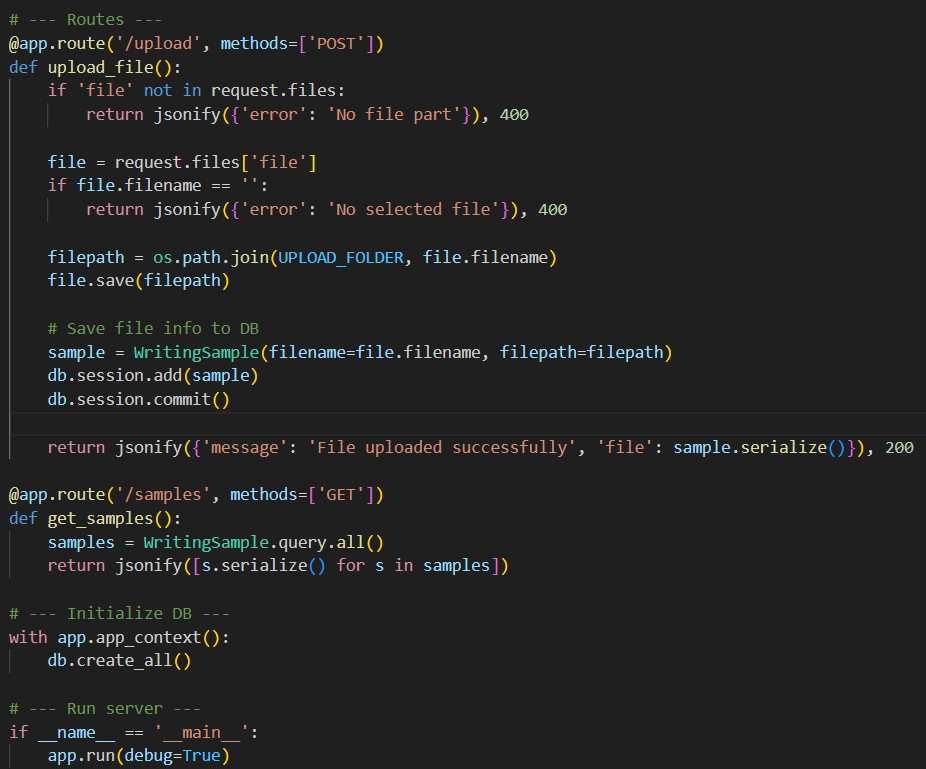 # --- Routes ---
@app.route('/upload', methods=['POST'])
def upload_file():
    if 'file' not in request.files:
        return jsonify({'error': 'No file part'}), 400

    file = request.files['file']
    if file.filename == '':
        return jsonify({'error': 'No selected file'}), 400

    filepath = os.path.join(UPLOAD_FOLDER, file.filename)
    file.save(filepath)

    # Save file info to DB
    sample = WritingSample(filename=file.filename, filepath=filepath)
    db.session.add(sample)
    db.session.commit()

    return jsonify({'message': 'File uploaded successfully', 'file': sample.serialize()}), 200

@app.route('/samples', methods=['GET'])
def get_samples():
    samples = WritingSample.query.all()
    return jsonify([s.serialize() for s in samples])

# --- Initialize DB ---
with app.app_context():
    db.create_all()

# --- Run server ---
if __name__ == '__main__':
    app.run(debug=True)